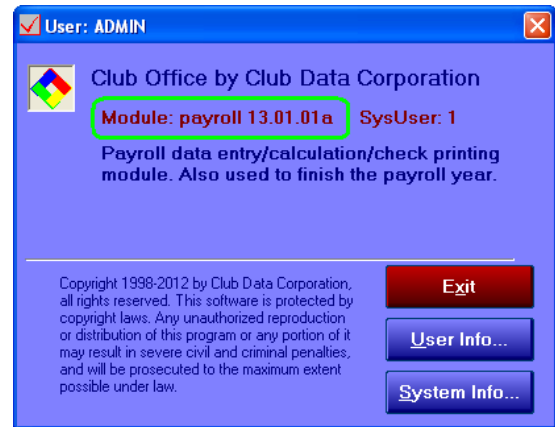 User: ADMIN
Club Office by Club Data Corporation
Module: payroll 13.01.01a SysUser: 1
Payroll data entry/calculation/check printing
module. Also used to finish the payroll year.
Copyright 1998-2012 by Club Data Corporation,
all rights reserved. This software is protected by
copyright laws. Any unauthorized reproduction
or distribution of this program or any portion of it
may result in severe civil and criminal penalties,
and will be prosecuted to the maximum extent
possible under law.
Exit
User Info...
System Info...